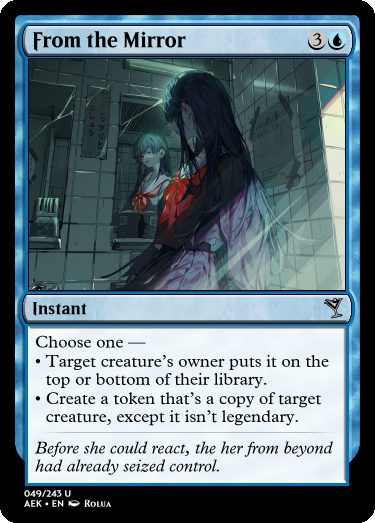 From the Mirror
3
Instant
Choose one —
• Target creature's owner puts it on the
top or bottom of their library.
• Create a token that's a copy of target
creature, except it isn't legendary.
Before she could react, the her from beyond
had already seized control.
049/243 U
AEK • EN Rolua